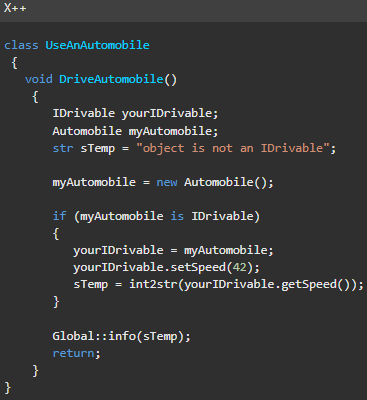 X++
class UseAnAutomobile
{
void DriveAutomobile()
{
IDrivable yourIDrivable;
Automobile myAutomobile;
str sTemp = "object is not an IDrivable";
myAutomobile = new Automobile();
if (myAutomobile is IDrivable)
{
yourIDrivable = myAutomobile;
yourIDrivable.setSpeed(42);
sTemp = int2str(yourIDrivable.getSpeed());
}
Global::info(sTemp);
return;
}
}